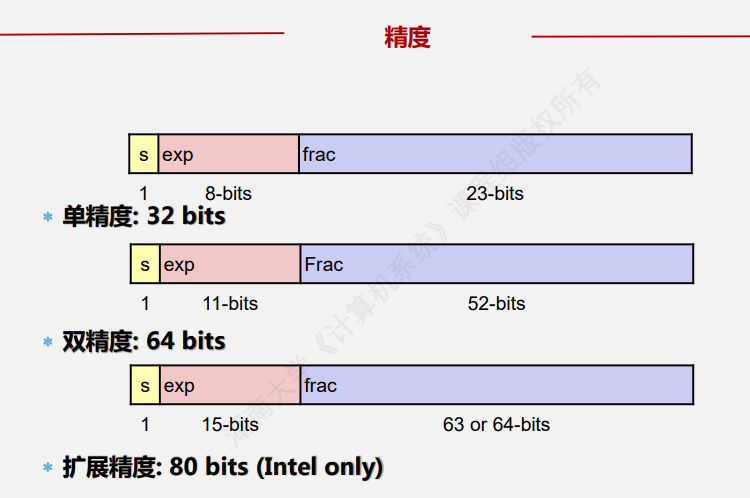 精度
s exp frac
1 8-bits 23-bits
* 单精度: 32 bits
s exp Frac
1 11-bits 52-bits
* 双精度: 64 bits
s exp frac
1 15-bits 63 or 64-bits
* 扩展精度: 80 bits (Intel only)
湖南大学《计算机系统》课程组版权所有